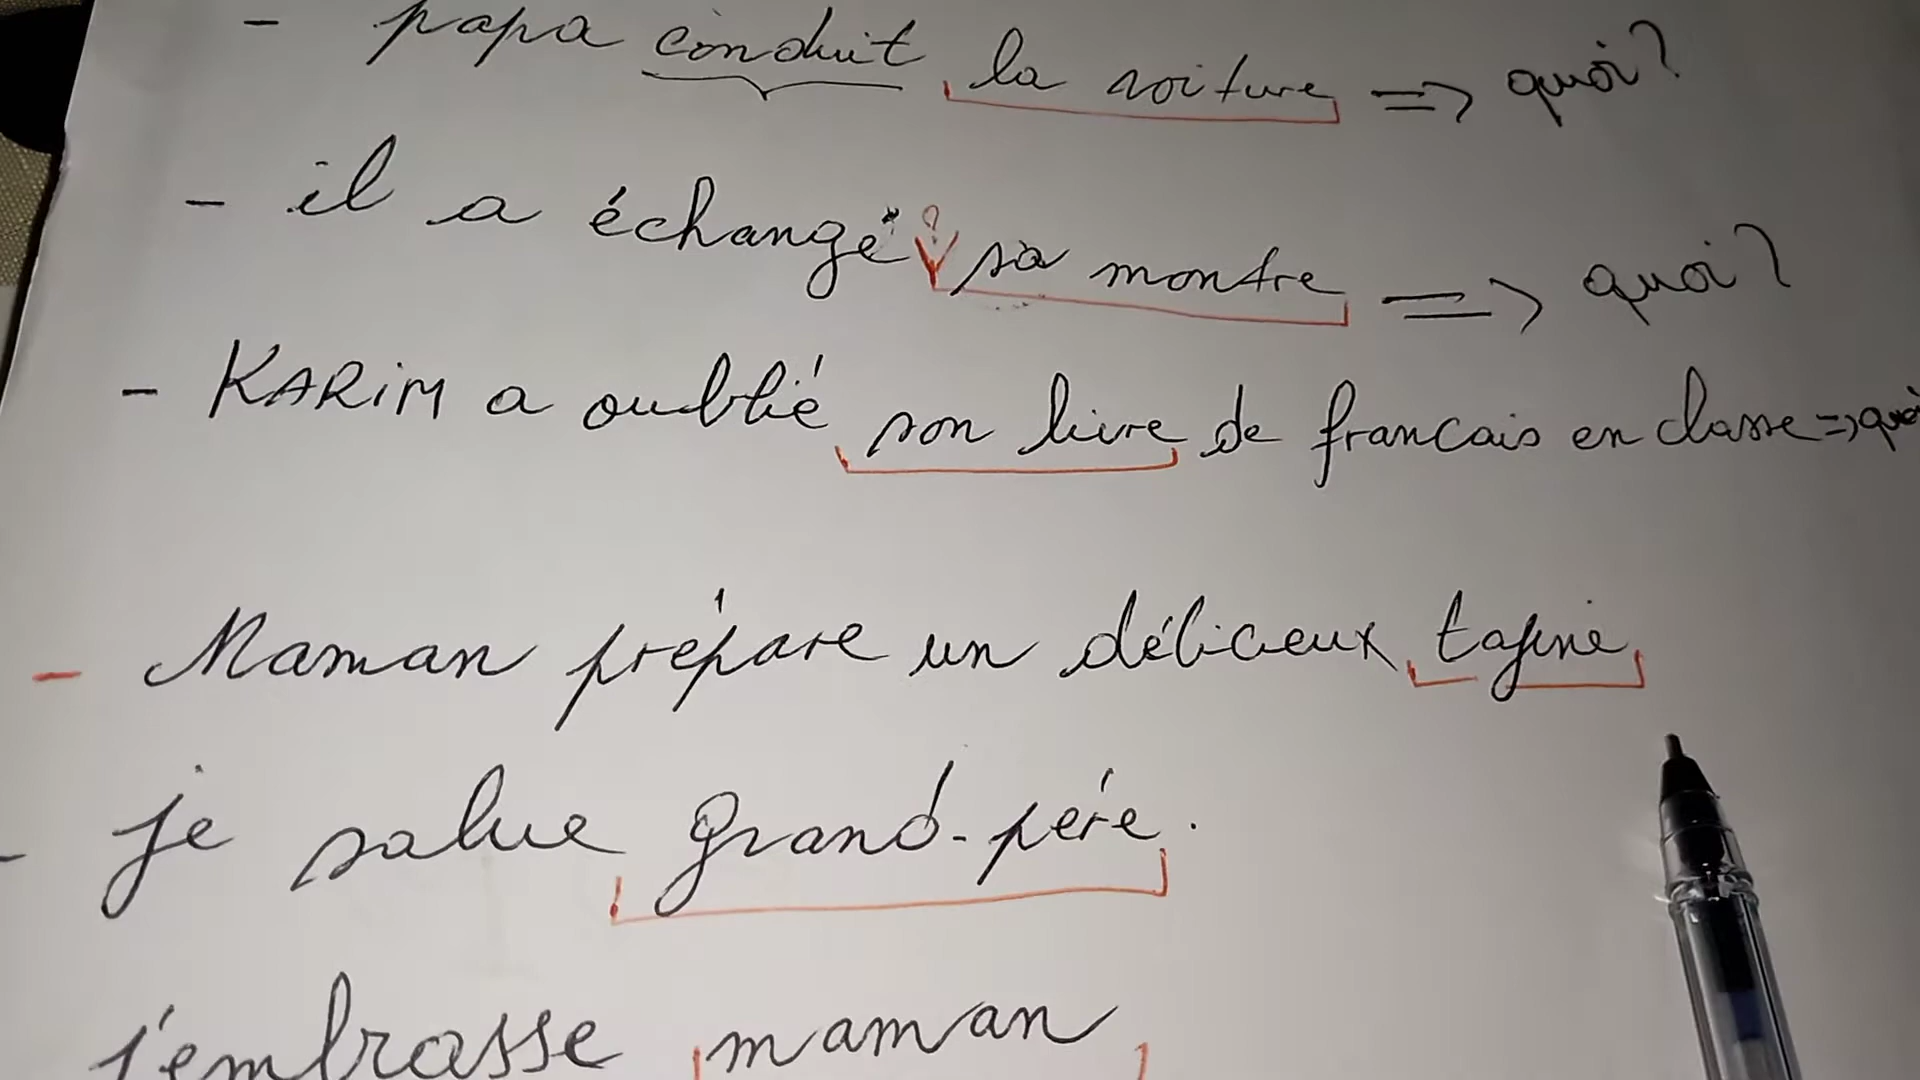 - papa conduit la voiture => quoi?
- il a échangé ? sa montre => quoi?
- KARIM a oublié son livre de francais en classe => quoi
- Maman prépare un délicieux tajine
- je salue grand-père.
j'embrasse maman